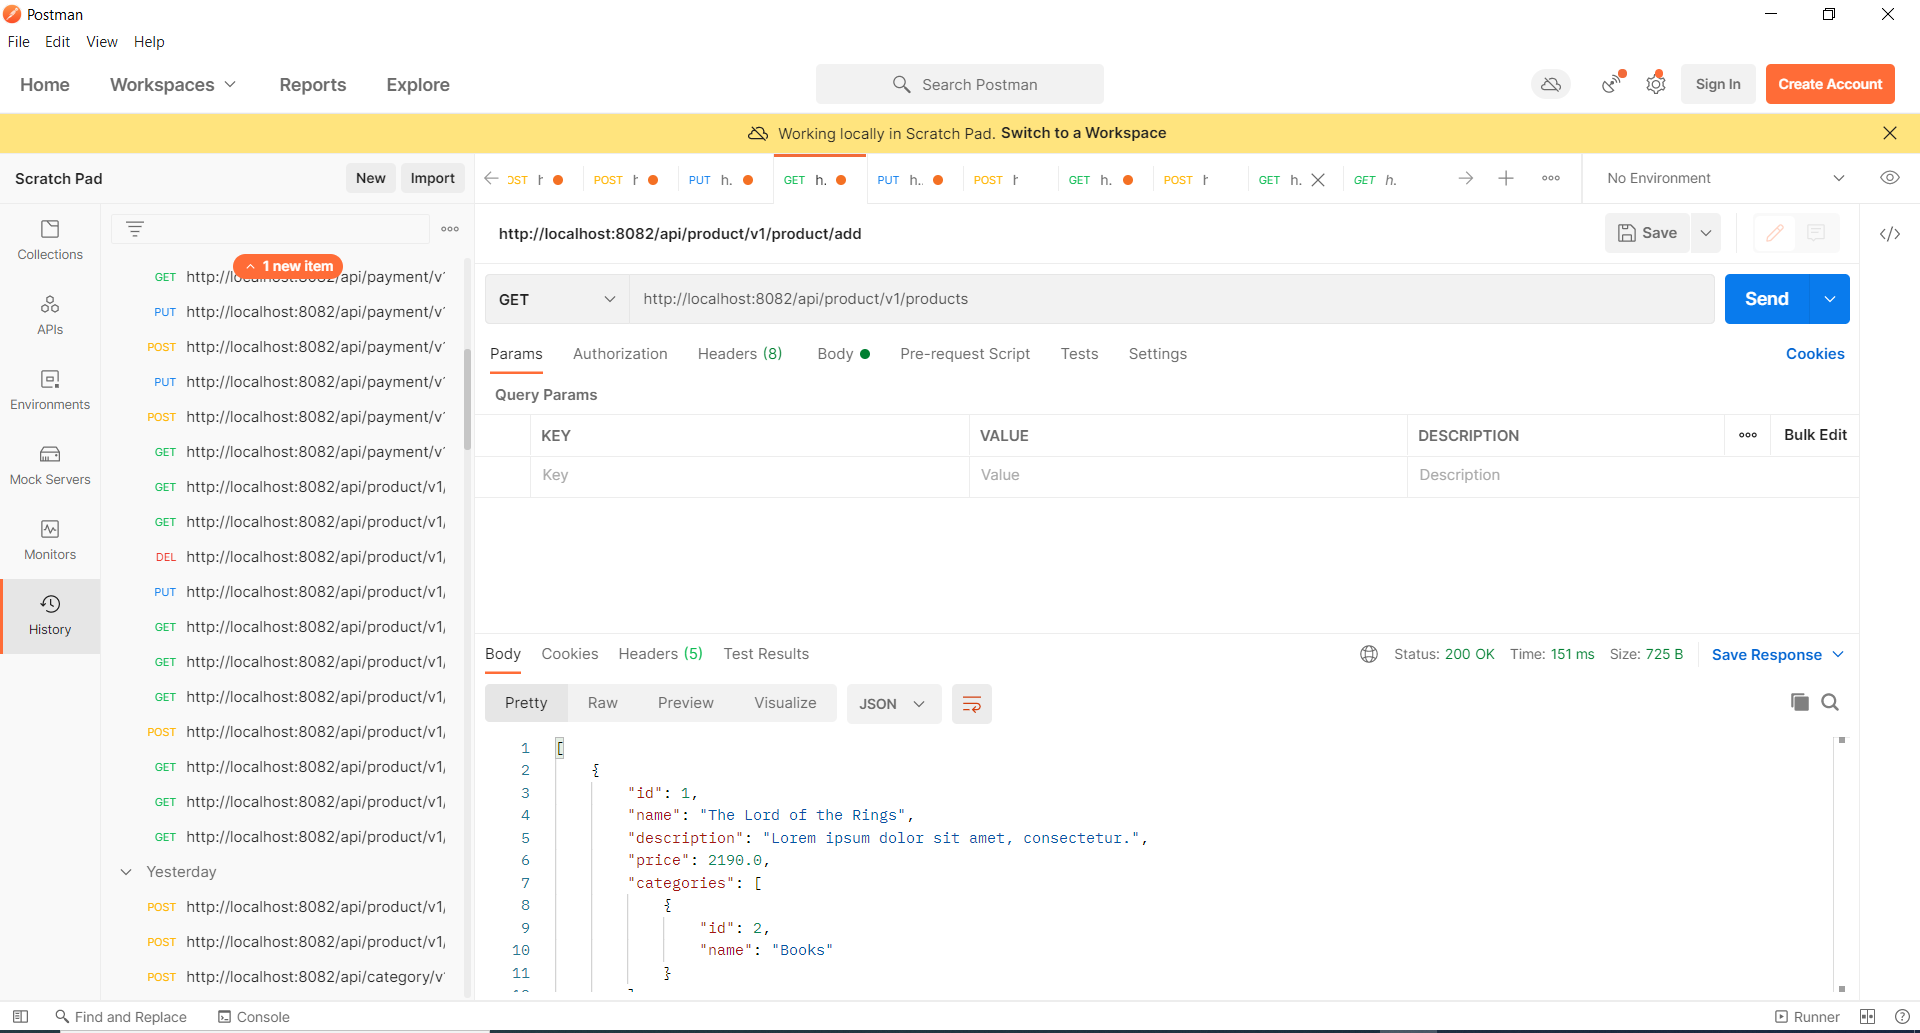 Postman
File Edit View Help
Home Workspaces Reports Explore
Search Postman
Sign In Create Account
Working locally in Scratch Pad. Switch to a Workspace
Scratch Pad New Import
OST h POST h PUT h. GET h. PUT h.. POST h GET h. POST h GET h. GET h.
No Environment
Collections
APIs
Environments
Mock Servers
Monitors
History
1 new item
GET http://localhost:8082/api/payment/v1
PUT http://localhost:8082/api/payment/v1
POST http://localhost:8082/api/payment/v1
PUT http://localhost:8082/api/payment/v1
POST http://localhost:8082/api/payment/v1
GET http://localhost:8082/api/payment/v1
GET http://localhost:8082/api/product/v1/
GET http://localhost:8082/api/product/v1/
DEL http://localhost:8082/api/product/v1/
PUT http://localhost:8082/api/product/v1/
GET http://localhost:8082/api/product/v1/
GET http://localhost:8082/api/product/v1/
GET http://localhost:8082/api/product/v1/
POST http://localhost:8082/api/product/v1/
GET http://localhost:8082/api/product/v1/
GET http://localhost:8082/api/product/v1/
GET http://localhost:8082/api/product/v1/
Yesterday
POST http://localhost:8082/api/product/v1/
POST http://localhost:8082/api/product/v1/
POST http://localhost:8082/api/category/v1
http://localhost:8082/api/product/v1/product/add
Save
GET http://localhost:8082/api/product/v1/products
Send
Params Authorization Headers (8) Body Pre-request Script Tests Settings Cookies
Query Params
KEY VALUE DESCRIPTION Bulk Edit
Key Value Description
Body Cookies Headers (5) Test Results
Status: 200 OK Time: 151 ms Size: 725 B Save Response
Pretty Raw Preview Visualize JSON
1 [
2 {
3 "id": 1,
4 "name": "The Lord of the Rings",
5 "description": "Lorem ipsum dolor sit amet, consectetur.",
6 "price": 2190.0,
7 "categories": [
8 {
9 "id": 2,
10 "name": "Books"
11 }
Find and Replace Console
Runner